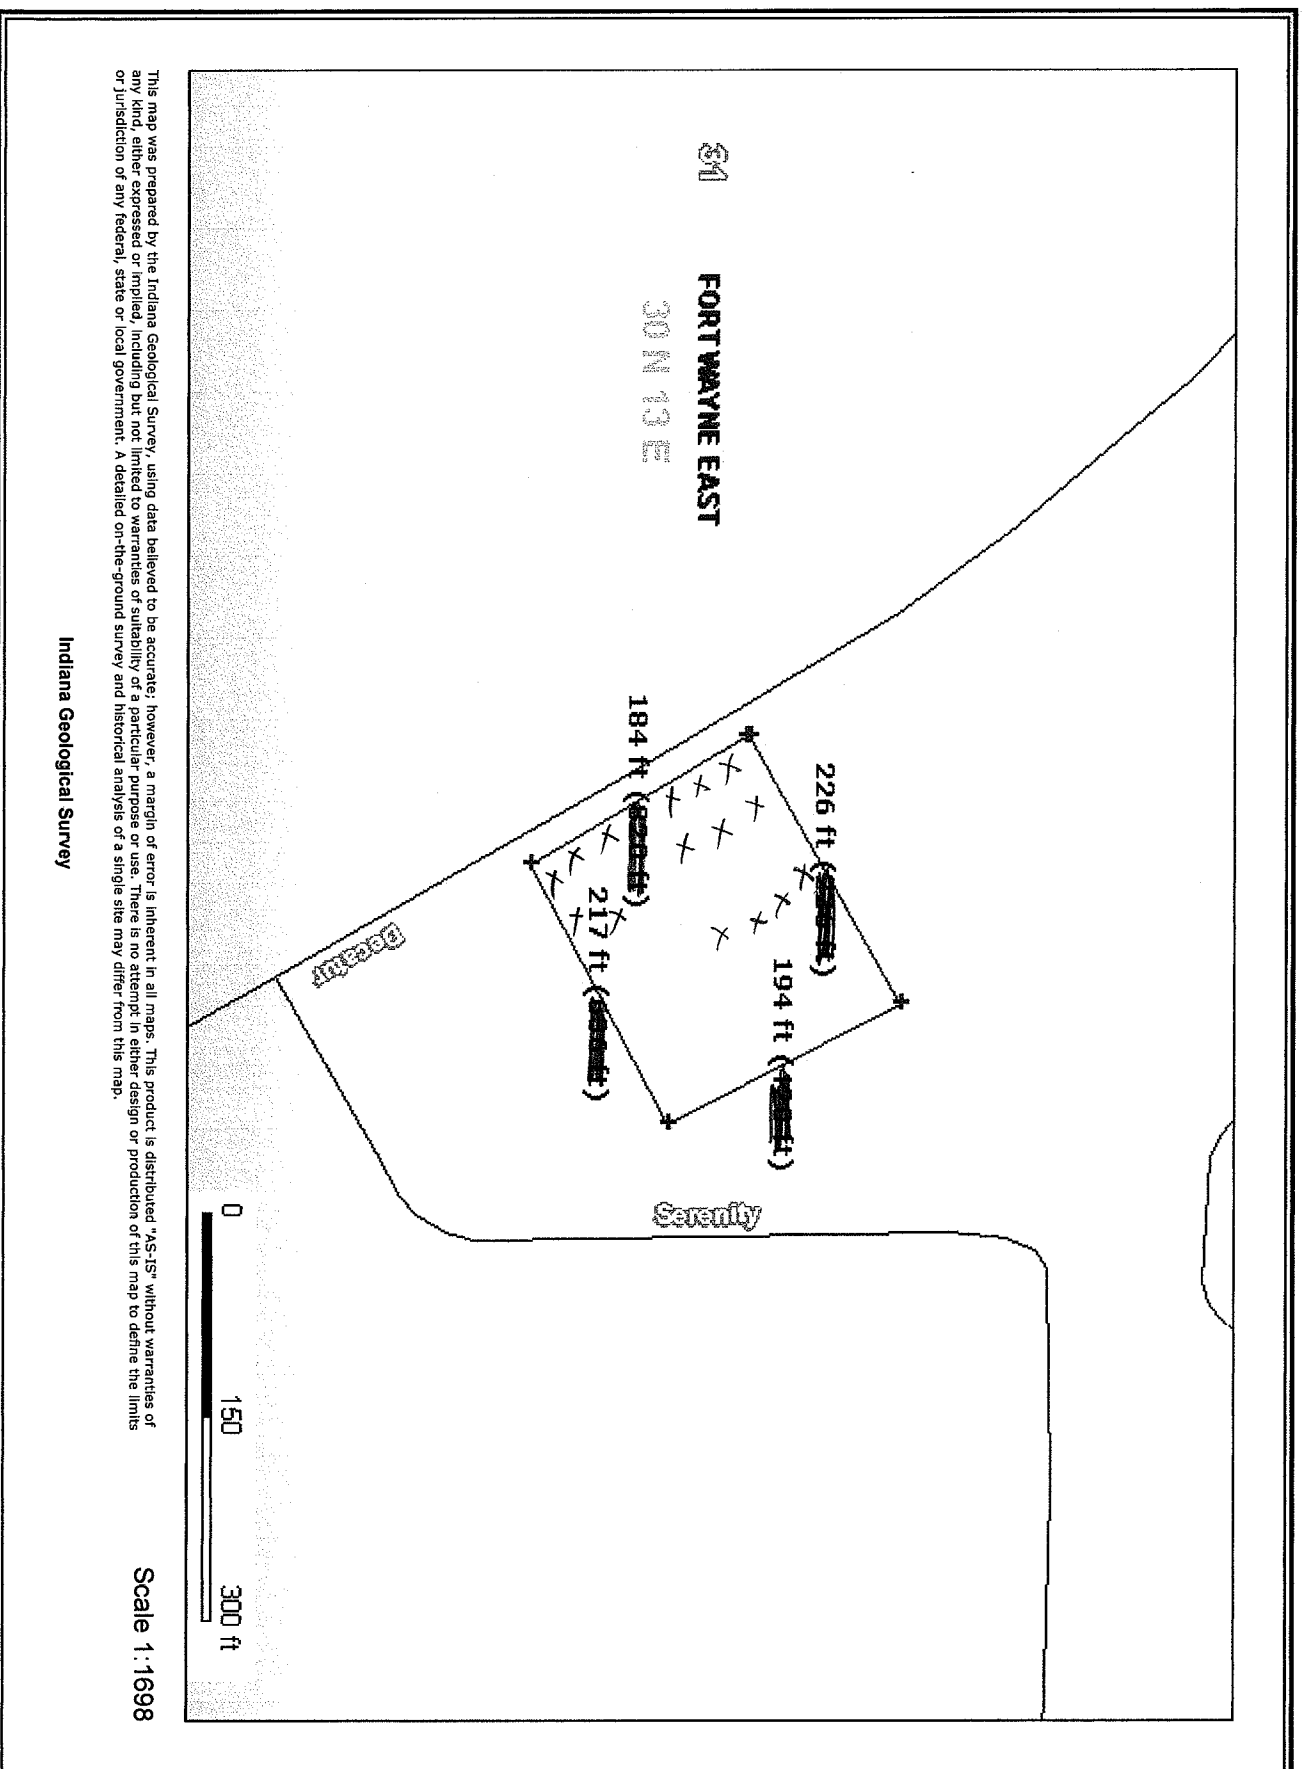 31
FORT WAYNE EAST
30 N 13 E
226 ft
184 ft
194 ft
217 ft
Decatur
Serenity
0 150 300 ft
This map was prepared by the Indiana Geological Survey, using data believed to be accurate; however, a margin of error is inherent in all maps. This product is distributed "AS-IS" without warranties of
any kind, either expressed or implied, including but not limited to warranties of suitability of a particular purpose or use. There is no attempt in either design or production of this map to define the limits
or jurisdiction of any federal, state or local government. A detailed on-the-ground survey and historical analysis of a single site may differ from this map.
Scale 1:1698
Indiana Geological Survey